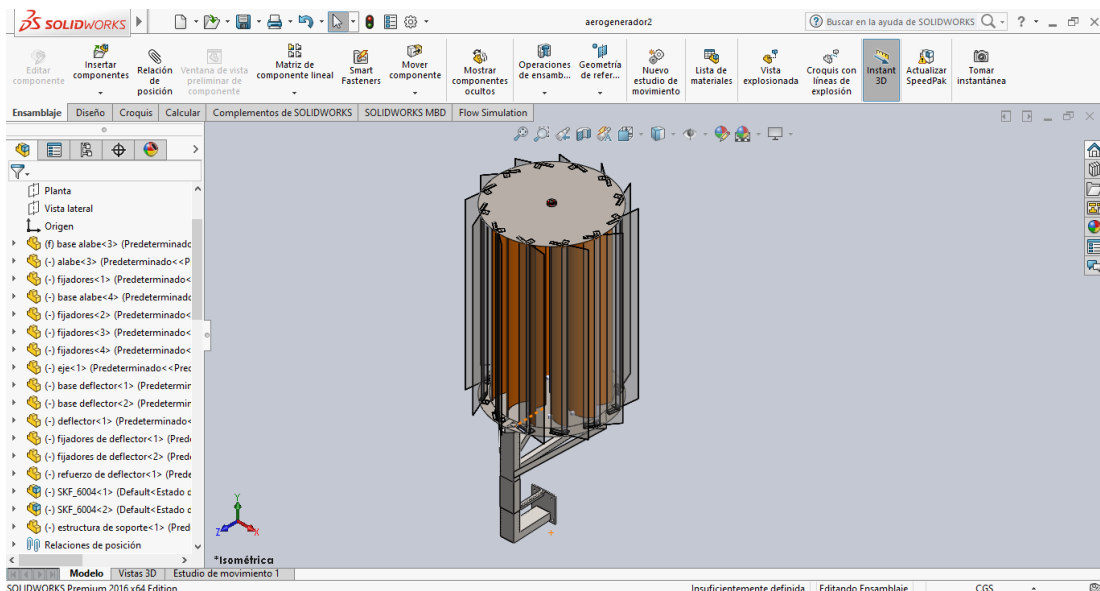 SOLIDWORKS
aerogenerador2
Buscar en la ayuda de SOLIDWORKS
?
Editar componente
Insertar componentes
Relación de posición
Ventana de vista preliminar de componente
Matriz de componente lineal
Smart Fasteners
Mover componente
Mostrar componentes ocultos
Operaciones de ensamb...
Geometría de refer...
Nuevo estudio de movimiento
Lista de materiales
Vista explosionada
Croquis con líneas de explosión
Instant 3D
Actualizar SpeedPak
Tomar instantánea
Ensamblaje
Diseño
Croquis
Calcular
Complementos de SOLIDWORKS
SOLIDWORKS MBD
Flow Simulation
Planta
Vista lateral
Origen
(f) base alabe<3> (Predeterminado
(-) alabe<3> (Predeterminado<<P
(-) fijadores<1> (Predeterminado<
(-) base alabe<4> (Predeterminado
(-) fijadores<2> (Predeterminado<
(-) fijadores<3> (Predeterminado<
(-) fijadores<4> (Predeterminado<
(-) eje<1> (Predeterminado<<Pred
(-) base deflector<1> (Predetermin
(-) base deflector<2> (Predetermin
(-) deflector<1> (Predeterminado<
(-) fijadores de deflector<1> (Pred
(-) fijadores de deflector<2> (Pred
(-) refuerzo de deflector<1> (Prede
(-) SKF_6004<1> (Default<Estado d
(-) SKF_6004<2> (Default<Estado d
(-) estructura de soporte<1> (Pred
Relaciones de posición
Y
Z
X
*Isométrica
Modelo
Vistas 3D
Estudio de movimiento 1
SOLIDWORKS Premium 2016 x64 Edition
Insuficientemente definida
Editando Ensamblaje
CGS